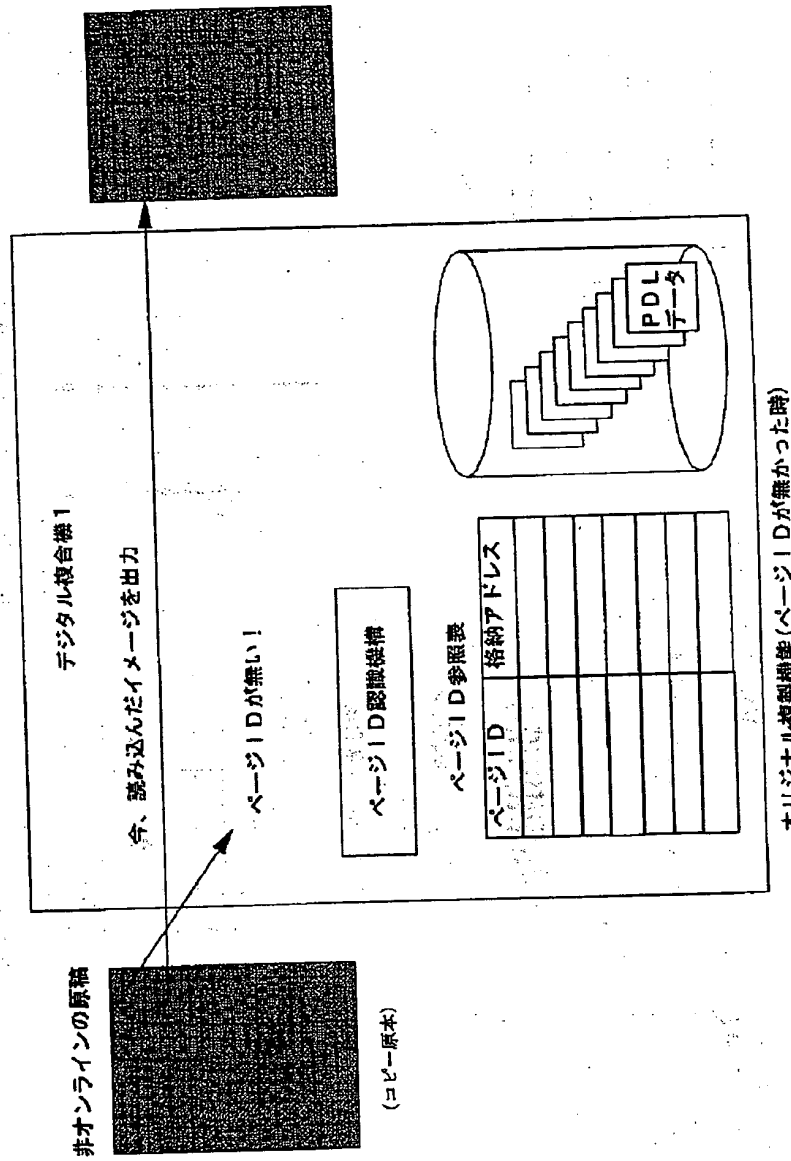 非オンラインの原稿
(コピー原本)
デジタル複合機1
今、読み込んだイメージを出力
ページIDが無い!
ページID認識機構
ページID参照表
ページID
格納アドレス
PDL
データ
オリジナル複製機能(ページIDが無かった時)